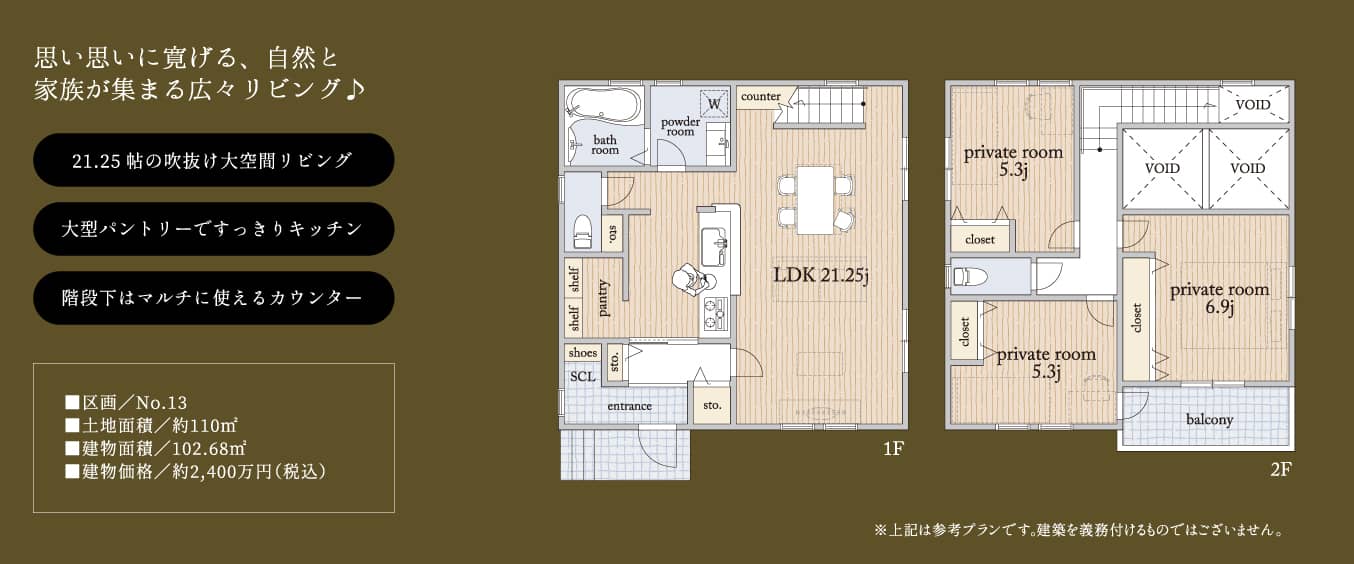 思い思いに寛げる、自然と
家族が集まる広々リビング♪
21.25 帖の吹抜け大空間リビング
大型パントリーですっきりキッチン
階段下はマルチに使えるカウンター
■区画／No.13
■土地面積／約110㎡
■建物面積／102.68㎡
■建物価格／約2,400万円(税込)
bath
room
powder
room
W
counter
sto.
shelf
shelf
pantry
LDK 21.25j
shoes
SCL
sto.
entrance
sto.
1F
private room
5.3j
closet
VOID
VOID
VOID
private room
6.9j
closet
closet
private room
5.3j
balcony
2F
※上記は参考プランです。建築を義務付けるものではございません。